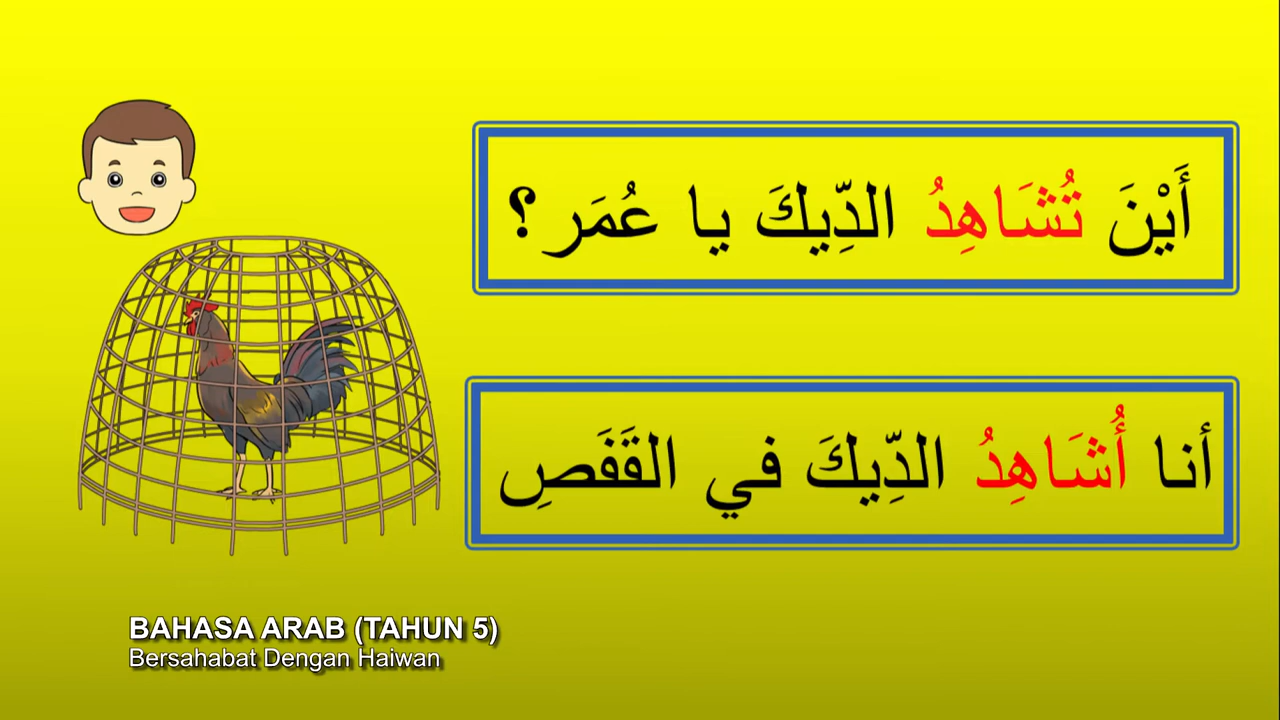 أَيْنَ تُشَاهِدُ الدِّيكَ يا عُمَر ؟
أنا أُشَاهِدُ الدِّيكَ في القَفَصِ
BAHASA ARAB (TAHUN 5)
Bersahabat Dengan Haiwan